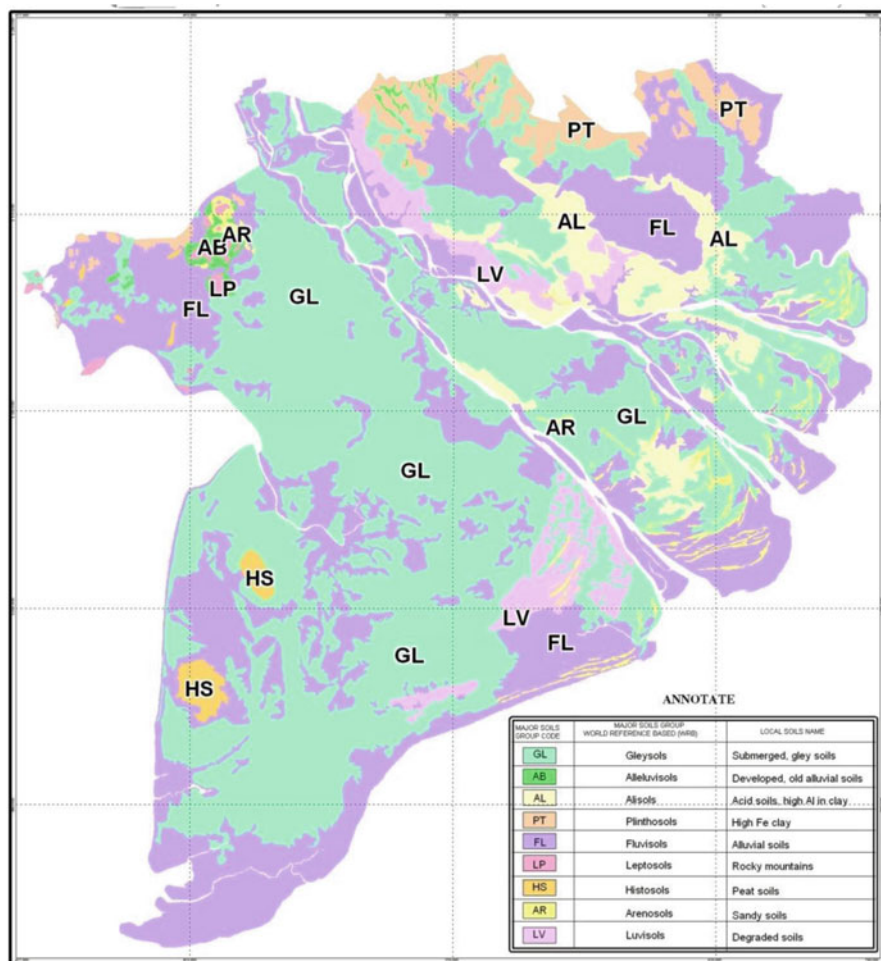 PT
PT
AR
AB
AL
FL
AL
LV
LP
GL
FL
GL
AR
GL
HS
LV
FL
GL
HS
ANNOTATE
MAJOR SOILS GROUP CODE
MAJOR SOILS GROUP WORLD REFERENCE BASED (WRB)
LOCAL SOILS NAME
GL Gleysols Submerged, gley soils
AB Alleluvisols Developed, old alluvial soils
AL Alisols Acid soils, high Al in clay
PT Plinthosols High Fe clay
FL Fluvisols Alluvial soils
LP Leptosols Rocky mountains
HS Histosols Peat soils
AR Arenosols Sandy soils
LV Luvisols Degraded soils